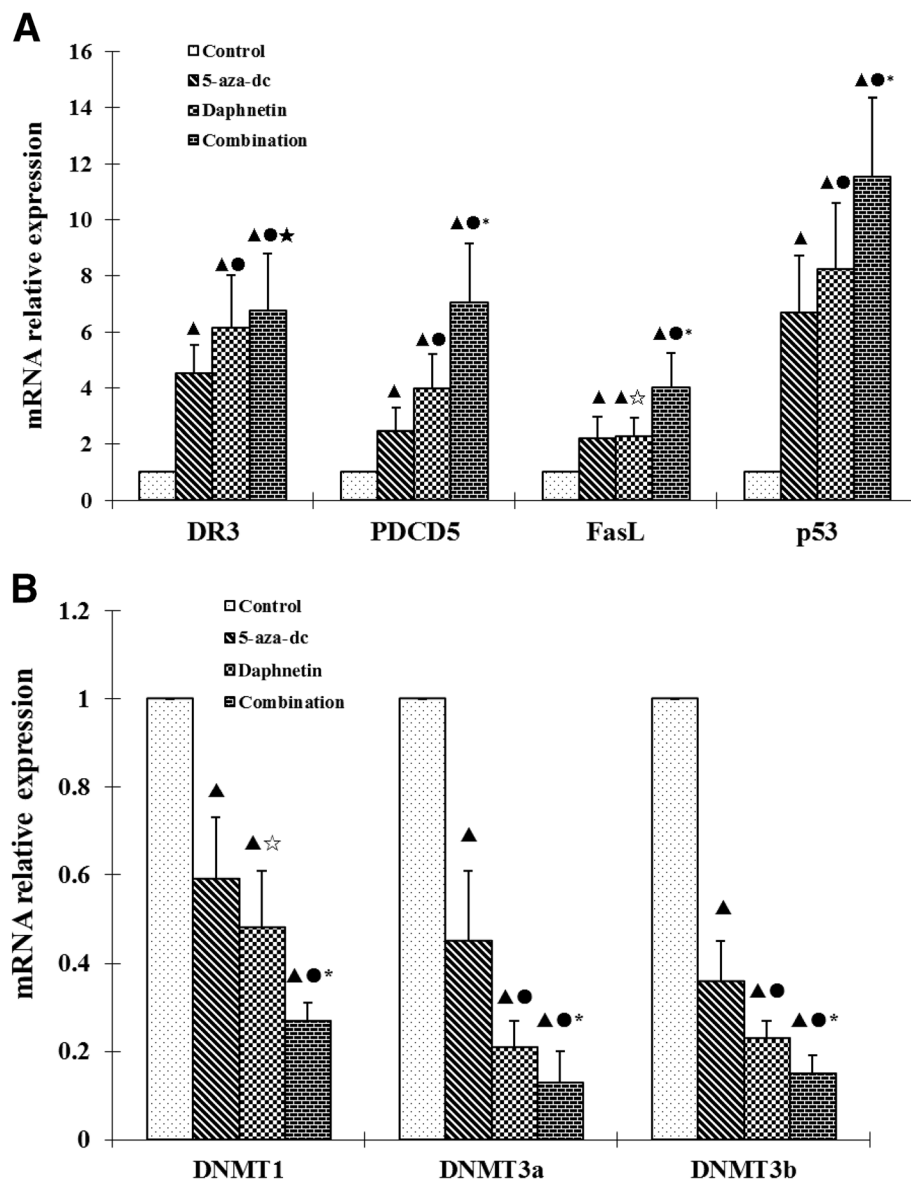 A
16
14
12
10
8
6
4
2
0
mRNA relative expression
Control
5-aza-dc
Daphnetin
Combination
▲
▲●
▲●★
▲
▲●
▲●*
▲
▲☆
▲●*
▲
▲●
▲●*
DR3 PDCD5 FasL p53
B
1.2
1
0.8
0.6
0.4
0.2
0
mRNA relative expression
Control
5-aza-dc
Daphnetin
Combination
▲
▲☆
▲●*
▲
▲●
▲●*
▲
▲●
▲●*
DNMT1 DNMT3a DNMT3b